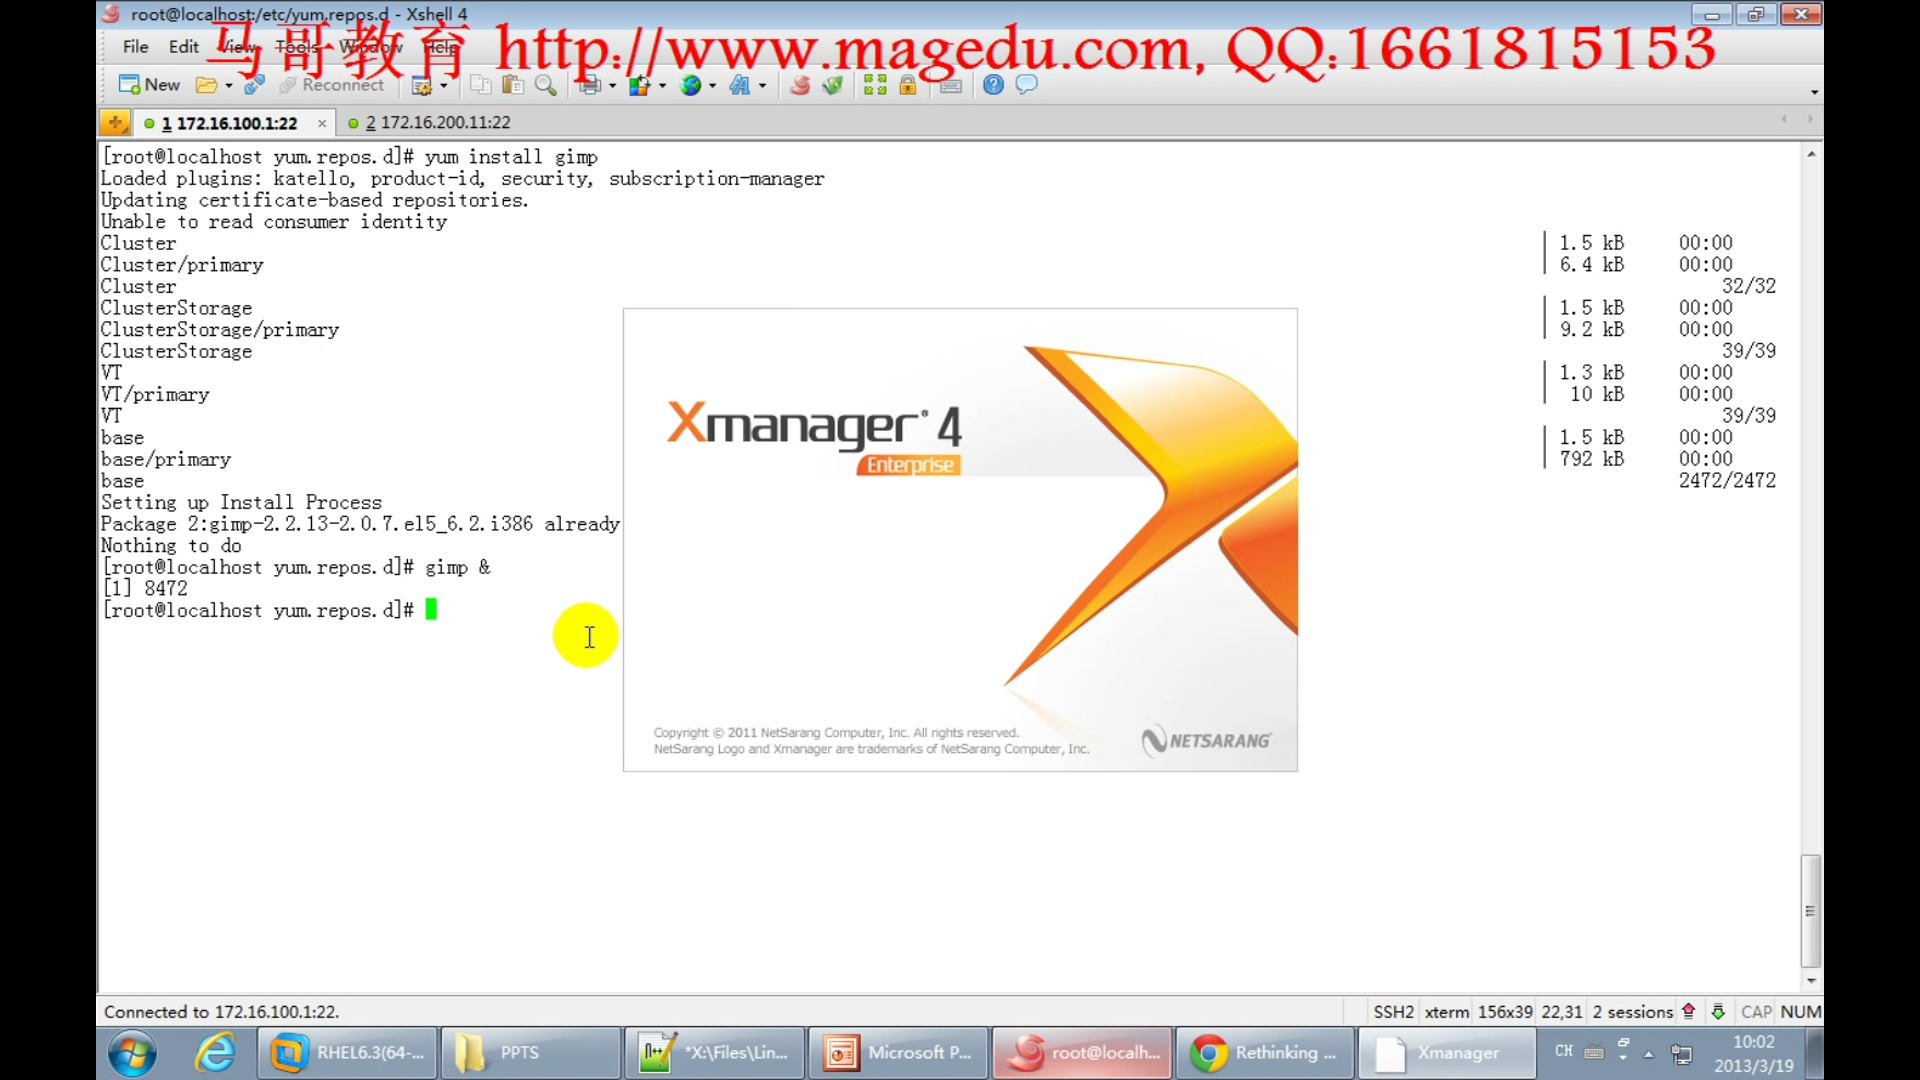 root@localhost:/etc/yum.repos.d - Xshell 4
马哥教育 http://www.magedu.com, QQ:1661815153
File Edit View Tools Window Help
New Reconnect
1 172.16.100.1:22 × 2 172.16.200.11:22
[root@localhost yum.repos.d]# yum install gimp
Loaded plugins: katello, product-id, security, subscription-manager
Updating certificate-based repositories.
Unable to read consumer identity
Cluster | 1.5 kB 00:00
Cluster/primary | 6.4 kB 00:00
Cluster 32/32
ClusterStorage | 1.5 kB 00:00
ClusterStorage/primary | 9.2 kB 00:00
ClusterStorage 39/39
VT | 1.3 kB 00:00
VT/primary | 10 kB 00:00
VT 39/39
base | 1.5 kB 00:00
base/primary | 792 kB 00:00
base 2472/2472
Setting up Install Process
Package 2:gimp-2.2.13-2.0.7.el5_6.2.i386 already
Nothing to do
[root@localhost yum.repos.d]# gimp &
[1] 8472
[root@localhost yum.repos.d]#
Xmanager® 4
Enterprise
Copyright © 2011 NetSarang Computer, Inc. All rights reserved.
NetSarang Logo and Xmanager are trademarks of NetSarang Computer, Inc.
NETSARANG
Connected to 172.16.100.1:22.
SSH2 xterm 156x39 22,31 2 sessions CAP NUM
RHEL6.3(64-... PPTS *X:\Files\Lin... Microsoft P... root@localh... Rethinking ... Xmanager CH 10:02
2013/3/19